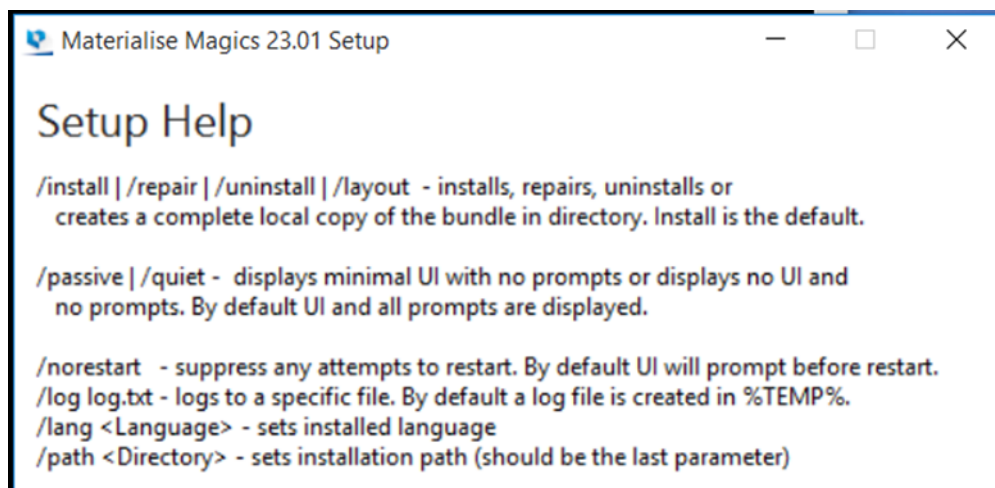 Materialise Magics 23.01 Setup
Setup Help
/install | /repair | /uninstall | /layout - installs, repairs, uninstalls or
creates a complete local copy of the bundle in directory. Install is the default.
/passive | /quiet - displays minimal UI with no prompts or displays no UI and
no prompts. By default UI and all prompts are displayed.
/norestart - suppress any attempts to restart. By default UI will prompt before restart.
/log log.txt - logs to a specific file. By default a log file is created in %TEMP%.
/lang <Language> - sets installed language
/path <Directory> - sets installation path (should be the last parameter)